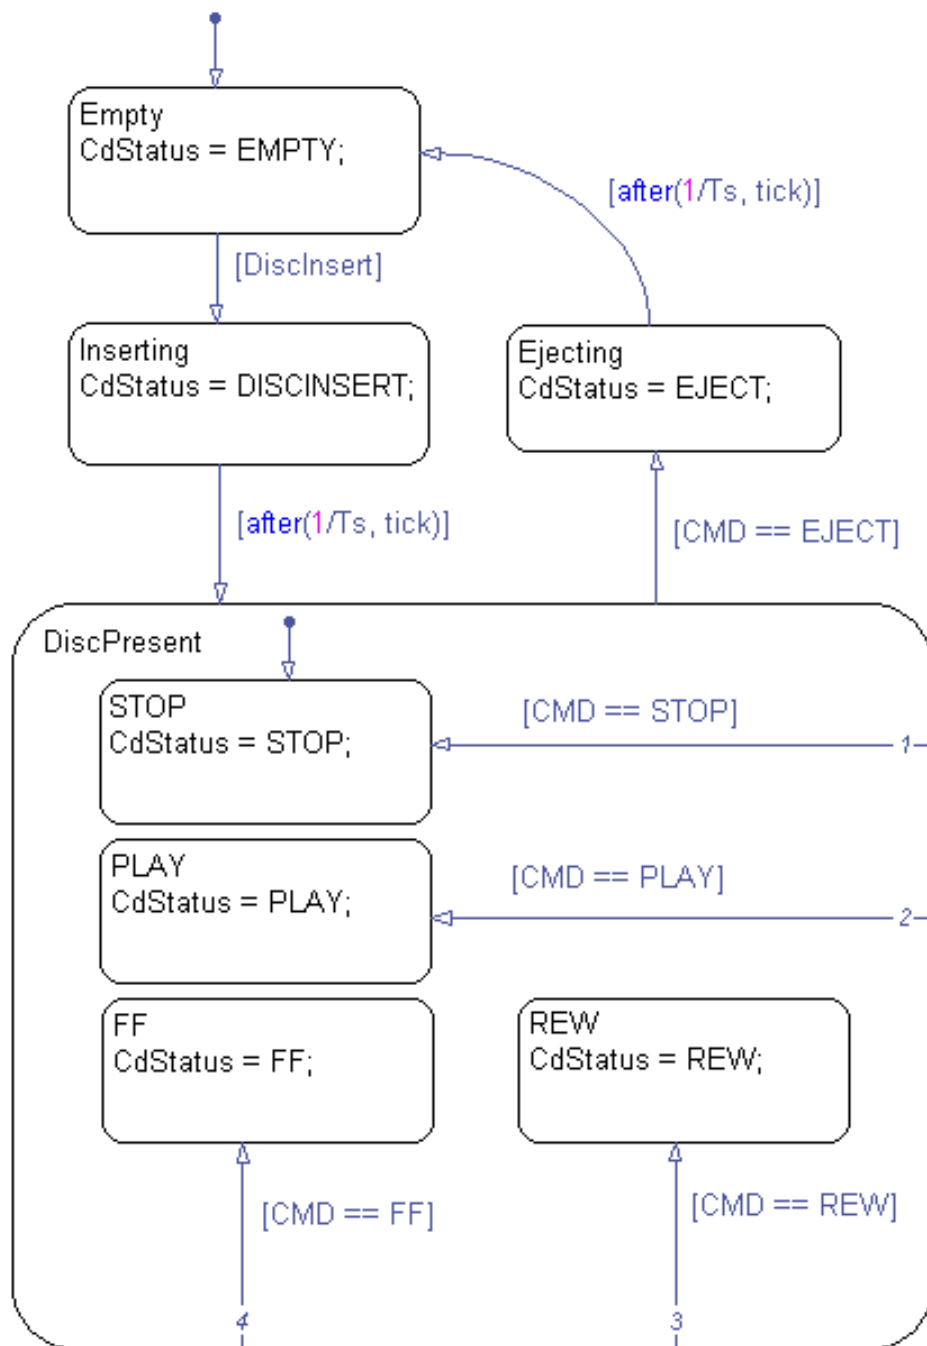 Empty
CdStatus = EMPTY;
[after(1/Ts, tick)]
[DiscInsert]
Inserting
CdStatus = DISCINSERT;
Ejecting
CdStatus = EJECT;
[after(1/Ts, tick)]
[CMD == EJECT]
DiscPresent
STOP
CdStatus = STOP;
[CMD == STOP]
1
PLAY
CdStatus = PLAY;
[CMD == PLAY]
2
FF
CdStatus = FF;
REW
CdStatus = REW;
[CMD == FF]
[CMD == REW]
4
3